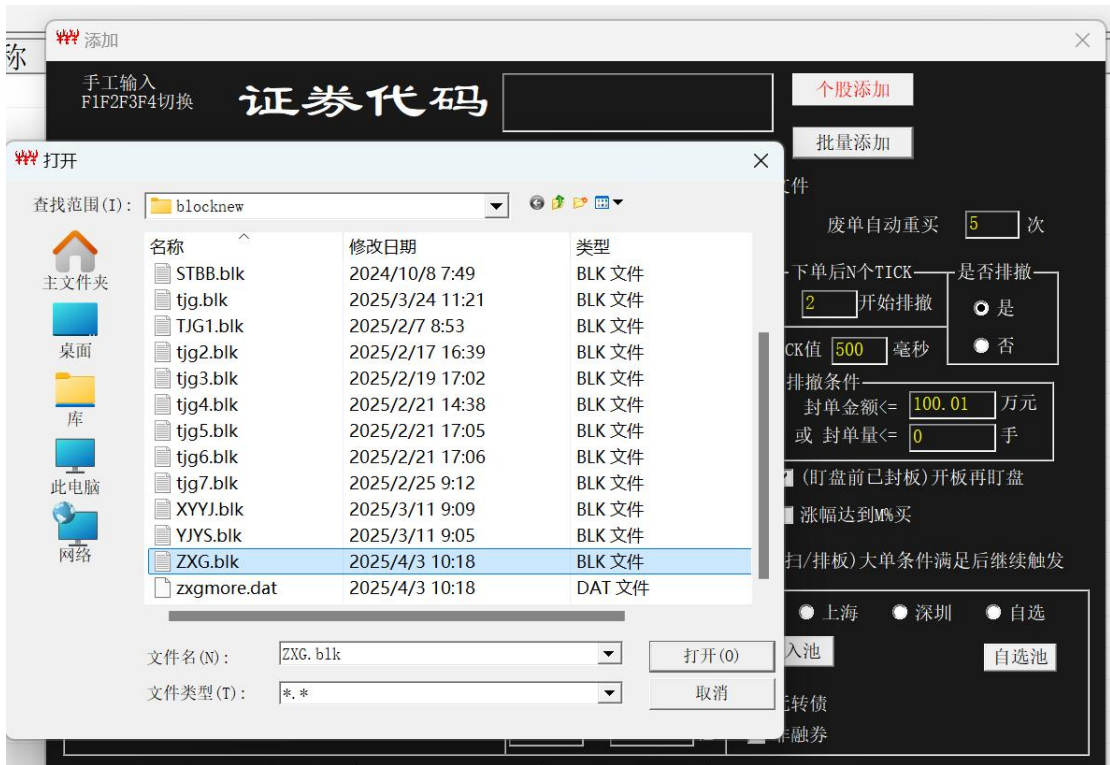 添加
称
手工输入
F1F2F3F4切换
证券代码
个股添加
批量添加
打开
查找范围(I): blocknew
名称 修改日期 类型
STBB.blk 2024/10/8 7:49 BLK 文件
tjg.blk 2025/3/24 11:21 BLK 文件
TJG1.blk 2025/2/7 8:53 BLK 文件
tjg2.blk 2025/2/17 16:39 BLK 文件
tjg3.blk 2025/2/19 17:02 BLK 文件
tjg4.blk 2025/2/21 14:38 BLK 文件
tjg5.blk 2025/2/21 17:05 BLK 文件
tjg6.blk 2025/2/21 17:06 BLK 文件
tjg7.blk 2025/2/25 9:12 BLK 文件
XYYJ.blk 2025/3/11 9:09 BLK 文件
YJYS.blk 2025/3/11 9:05 BLK 文件
ZXG.blk 2025/4/3 10:18 BLK 文件
zxgmore.dat 2025/4/3 10:18 DAT 文件
主文件夹
桌面
库
此电脑
网络
文件名(N): ZXG.blk 打开(O)
文件类型(T): *.* 取消
件
废单自动重买 5 次
下单后N个TICK 是否排撤
2 开始排撤 是
CK值 500 毫秒 否
排撤条件
封单金额<= 100.01 万元
或 封单量<= 0 手
(盯盘前已封板)开板再盯盘
涨幅达到M%买
扫/排板)大单条件满足后继续触发
上海 深圳 自选
入池 自选池
转债
融券